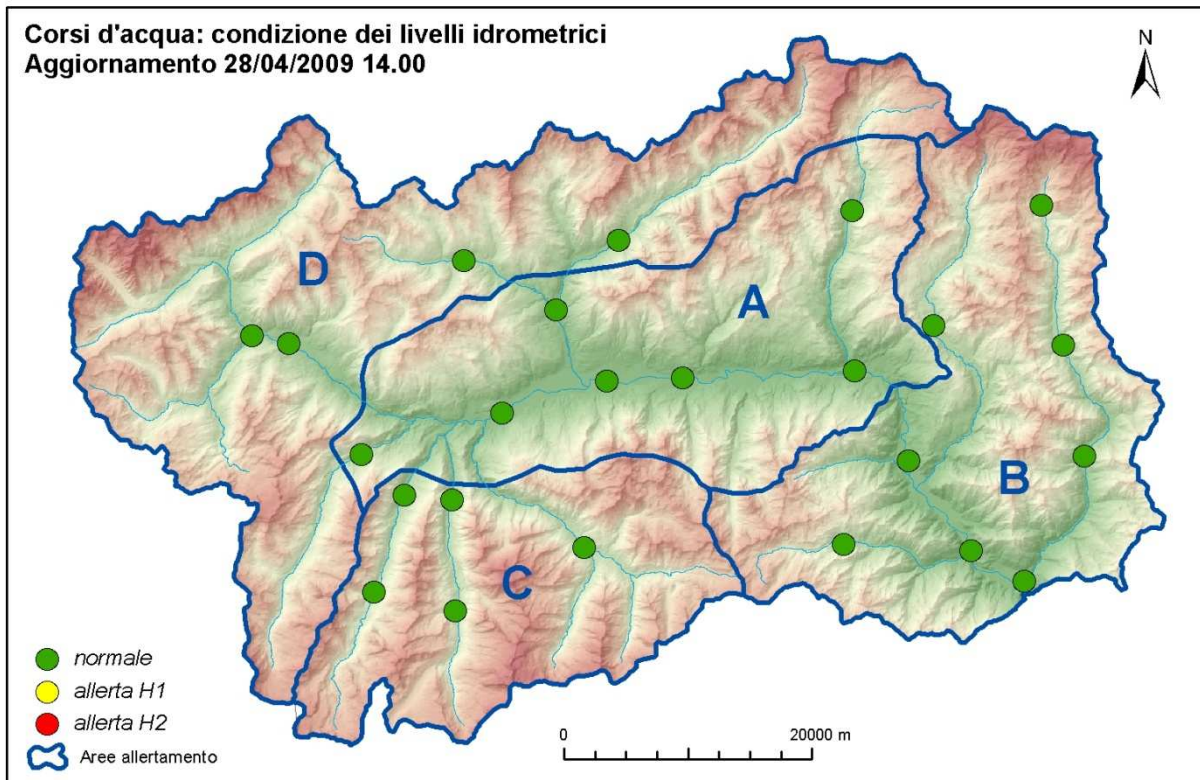 Corsi d'acqua: condizione dei livelli idrometrici
Aggiornamento 28/04/2009 14.00
N
D
A
B
C
normale
allerta H1
allerta H2
Aree allertamento
0 20000 m